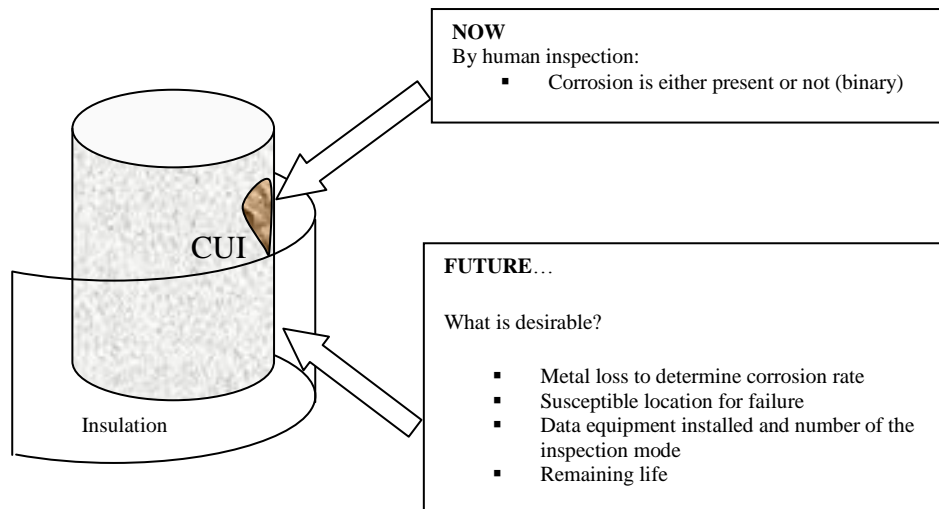 NOW
By human inspection:
▪ Corrosion is either present or not (binary)
CUI
FUTURE…
What is desirable?
▪ Metal loss to determine corrosion rate
▪ Susceptible location for failure
▪ Data equipment installed and number of the
inspection mode
▪ Remaining life
Insulation